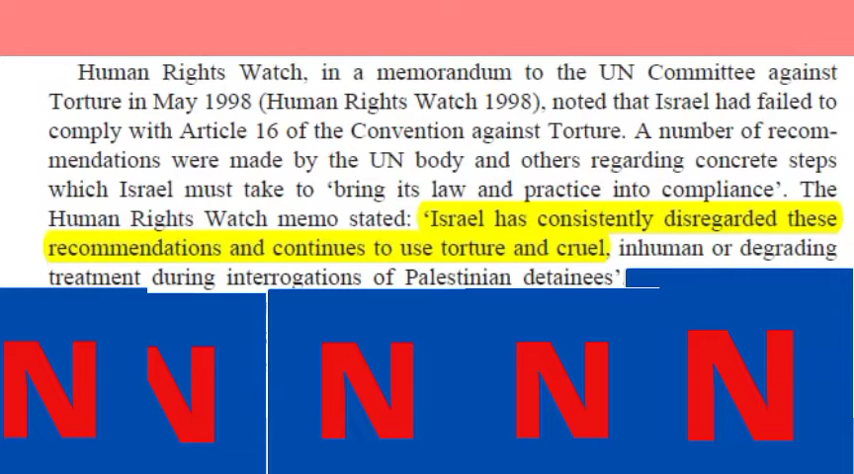 Human Rights Watch, in a memorandum to the UN Committee against
Torture in May 1998 (Human Rights Watch 1998), noted that Israel had failed to
comply with Article 16 of the Convention against Torture. A number of recom-
mendations were made by the UN body and others regarding concrete steps
which Israel must take to ‘bring its law and practice into compliance’. The
Human Rights Watch memo stated: ‘Israel has consistently disregarded these
recommendations and continues to use torture and cruel, inhuman or degrading
treatment during interrogations of Palestinian detainees’
N N N N N